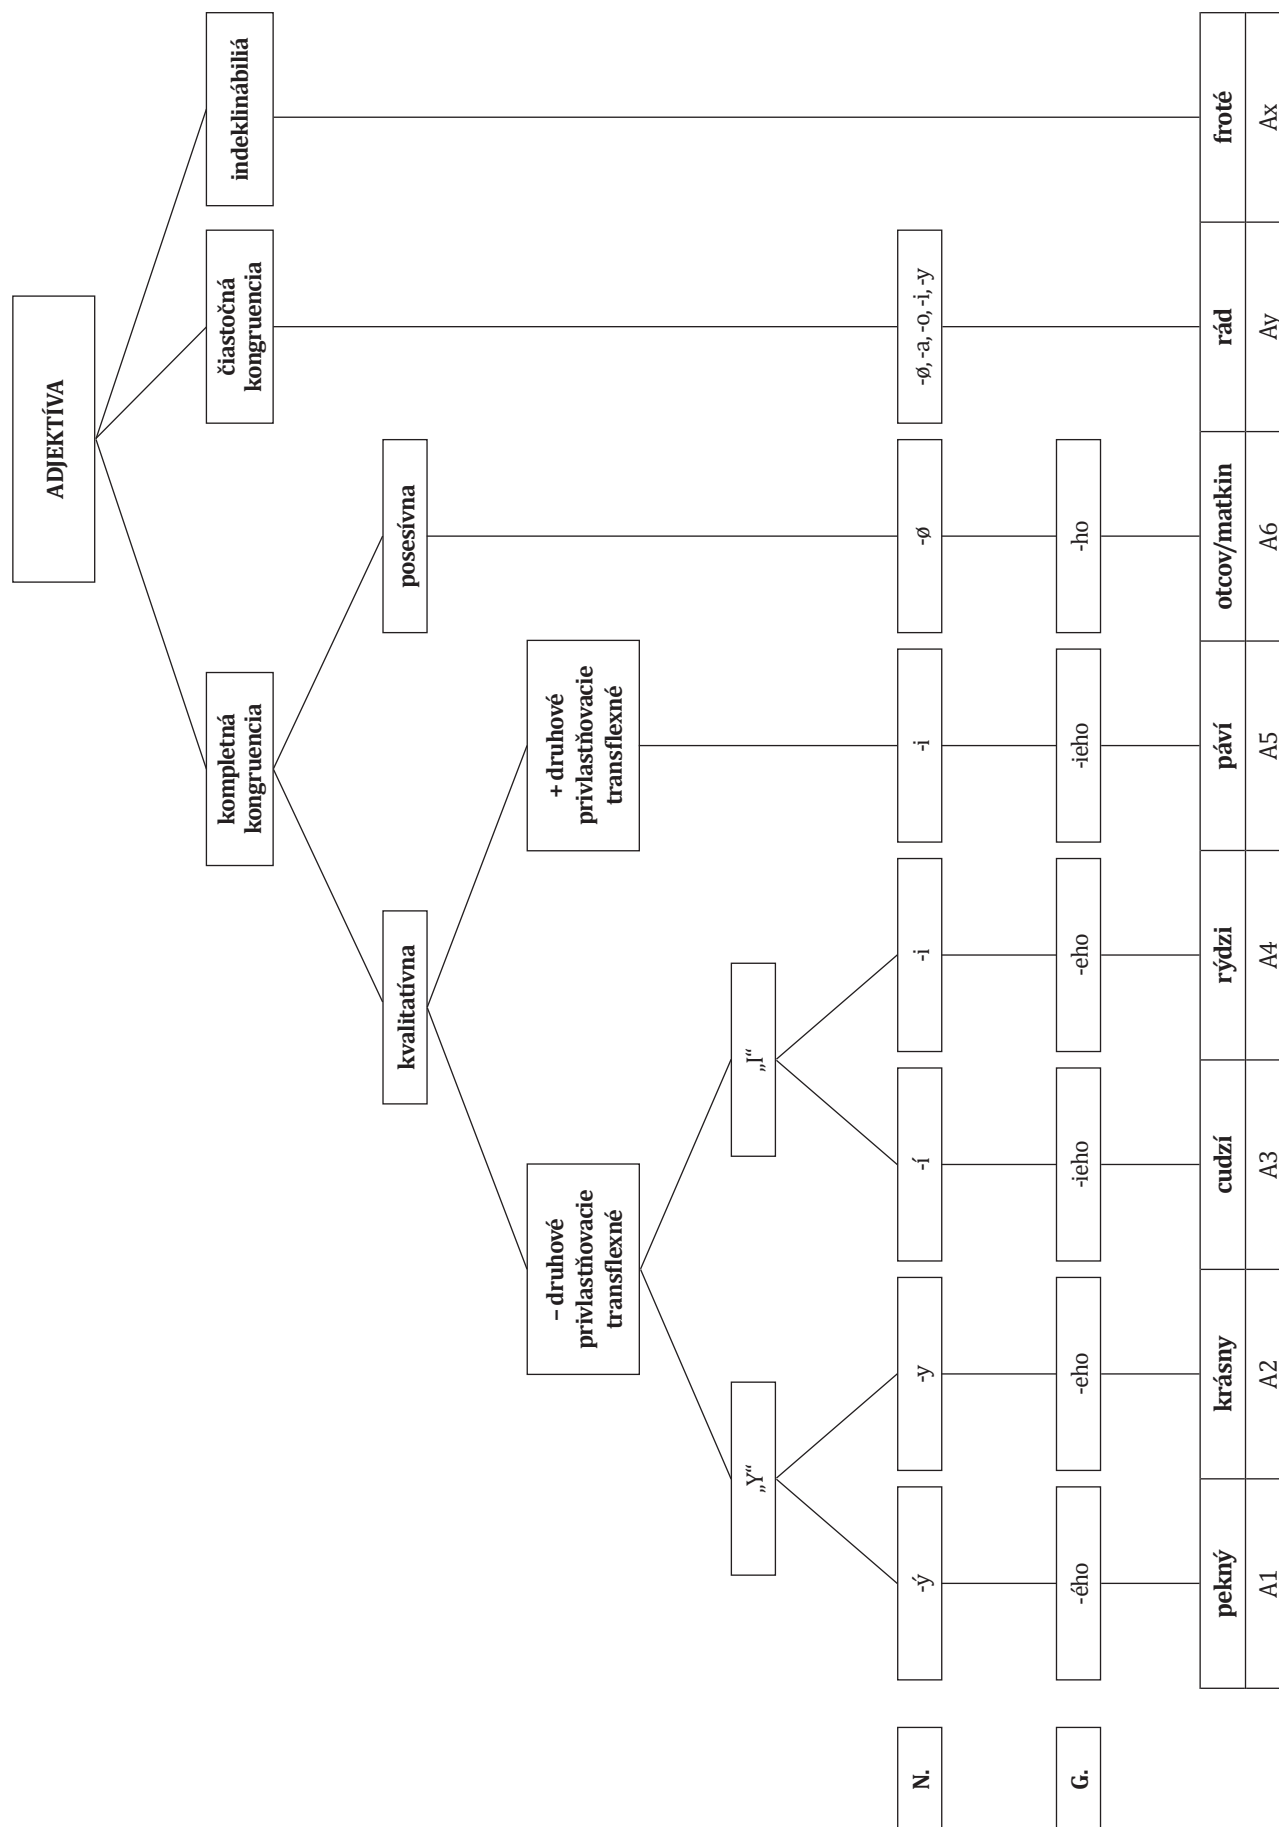 ADJEKTÍVA
kompletná
kongruencia
čiastočná
kongruencia
indeklinábiliá
kvalitatívna
posesívna
– druhové
privlastňovacie
transflexné
+ druhové
privlastňovacie
transflexné
„Y“
„I“
N.
-ý
-y
-í
-i
-i
-ø
-ø, -a, -o, -i, -y
G.
-ého
-eho
-ieho
-eho
-ieho
-ho
pekný
krásny
cudzí
rýdzi
páví
otcov/matkin
rád
froté
A1
A2
A3
A4
A5
A6
Ay
Ax